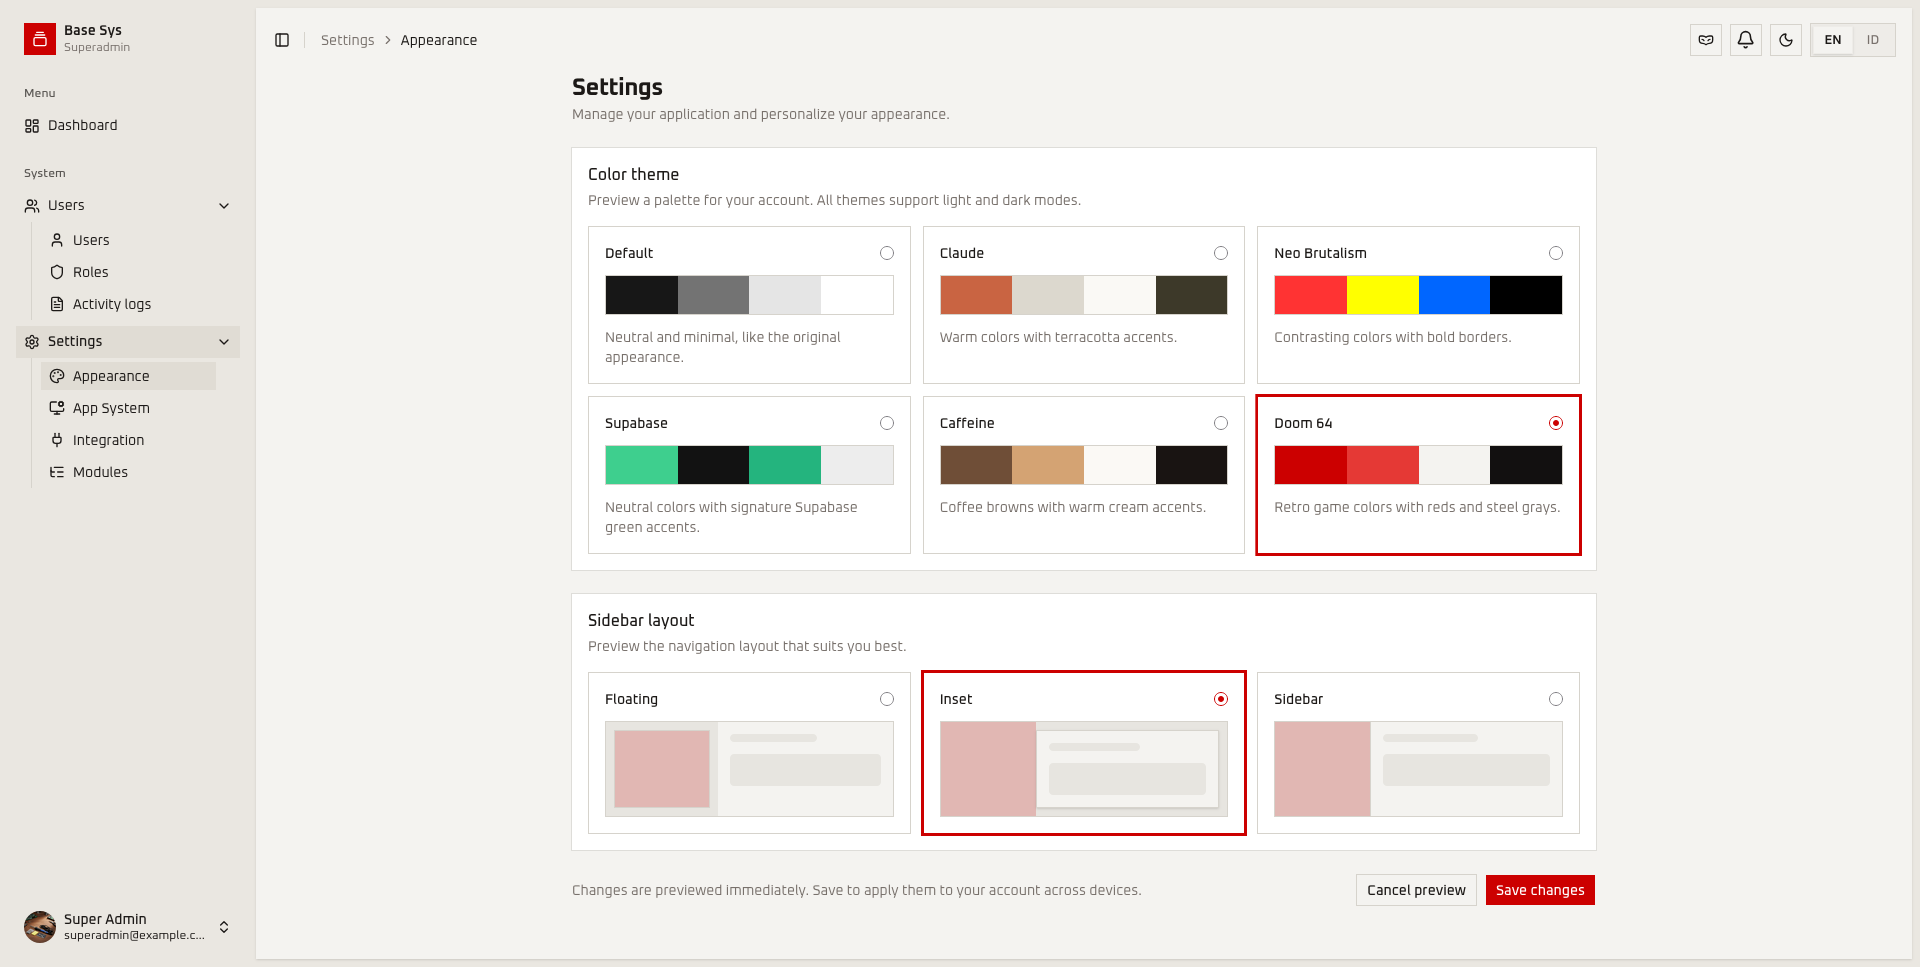 Base Sys
Superadmin
Menu
Dashboard
System
Users
Users
Roles
Activity logs
Settings
Appearance
App System
Integration
Modules
Super Admin
superadmin@example.c...
Settings > Appearance
EN ID
Settings
Manage your application and personalize your appearance.
Color theme
Preview a palette for your account. All themes support light and dark modes.
Default
Neutral and minimal, like the original
appearance.
Claude
Warm colors with terracotta accents.
Neo Brutalism
Contrasting colors with bold borders.
Supabase
Neutral colors with signature Supabase
green accents.
Caffeine
Coffee browns with warm cream accents.
Doom 64
Retro game colors with reds and steel grays.
Sidebar layout
Preview the navigation layout that suits you best.
Floating
Inset
Sidebar
Changes are previewed immediately. Save to apply them to your account across devices.
Cancel preview
Save changes